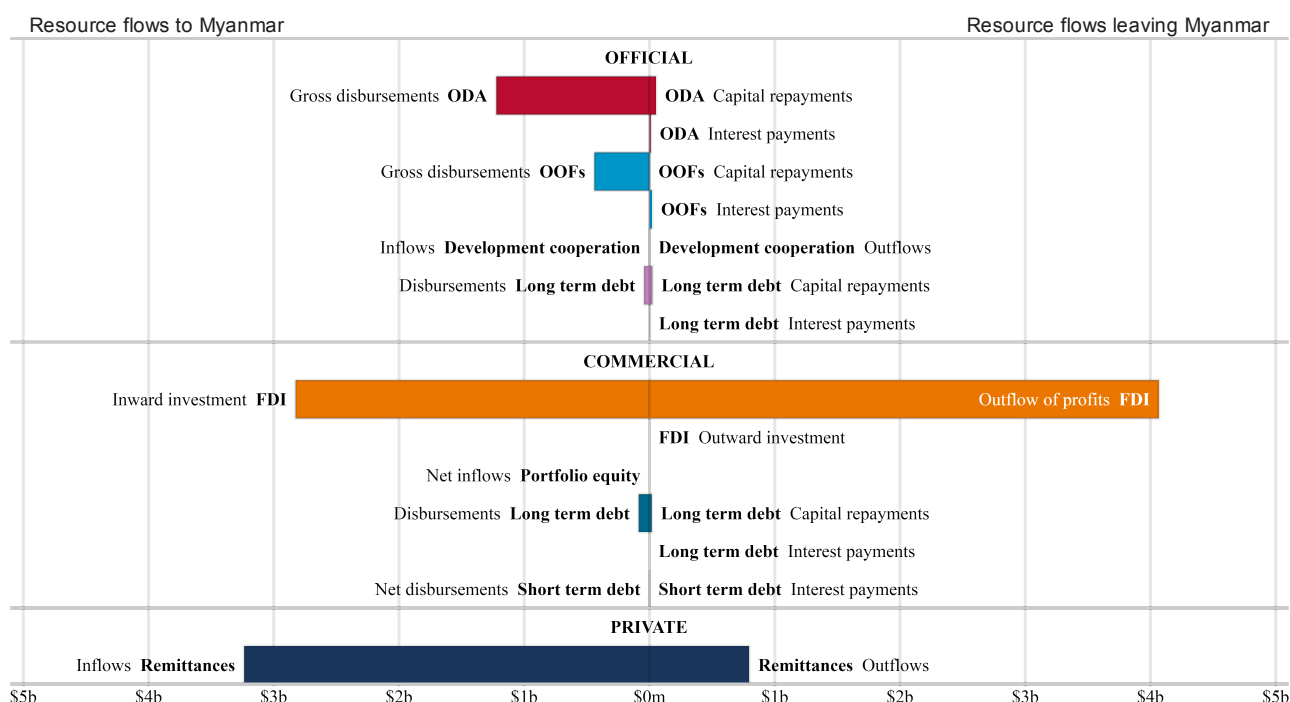 Resource flows to Myanmar Resource flows leaving Myanmar
OFFICIAL
Gross disbursements ODA ODA Capital repayments
ODA Interest payments
Gross disbursements OOFs OOFs Capital repayments
OOFs Interest payments
Inflows Development cooperation Development cooperation Outflows
Disbursements Long term debt Long term debt Capital repayments
Long term debt Interest payments
COMMERCIAL
Inward investment FDI Outflow of profits FDI
FDI Outward investment
Net inflows Portfolio equity
Disbursements Long term debt Long term debt Capital repayments
Long term debt Interest payments
Net disbursements Short term debt Short term debt Interest payments
PRIVATE
Inflows Remittances Remittances Outflows
$5b $4b $3b $2b $1b $0m $1b $2b $3b $4b $5b